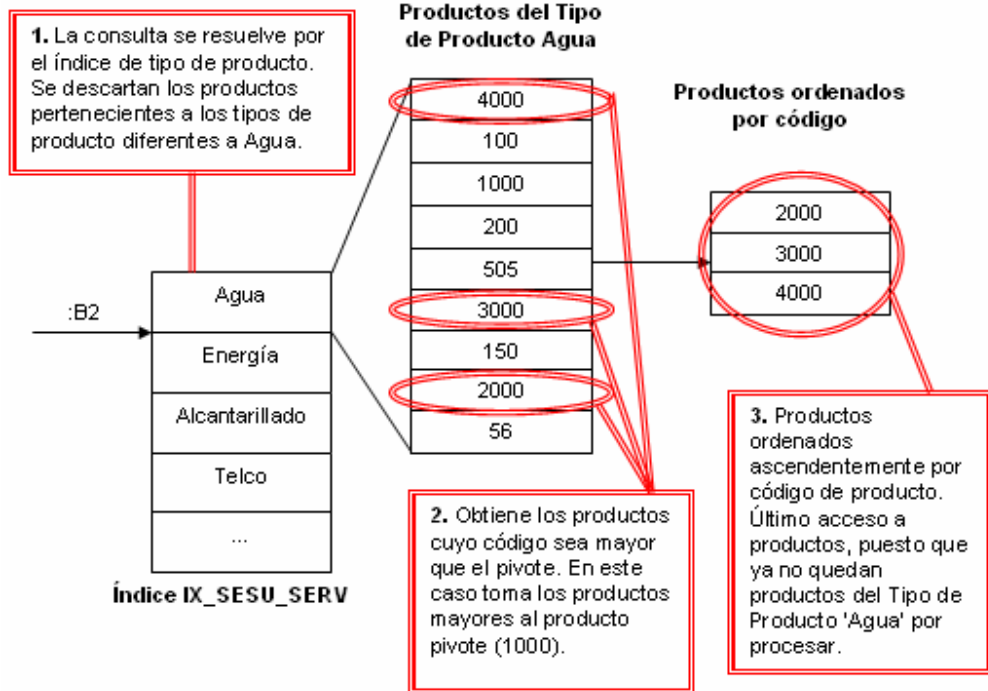 1. La consulta se resuelve por
el índice de tipo de producto.
Se descartan los productos
pertenecientes a los tipos de
producto diferentes a Agua.
Productos del Tipo
de Producto Agua
4000
100
1000
200
505
3000
150
2000
56
Productos ordenados
por código
2000
3000
4000
:B2
Agua
Energía
Alcantarillado
Telco
...
Índice IX_SESU_SERV
2. Obtiene los productos
cuyo código sea mayor
que el pivote. En este
caso toma los productos
mayores al producto
pivote (1000).
3. Productos
ordenados
ascendentemente por
código de producto.
Último acceso a
productos, puesto que
ya no quedan
productos del Tipo de
Producto 'Agua' por
procesar.